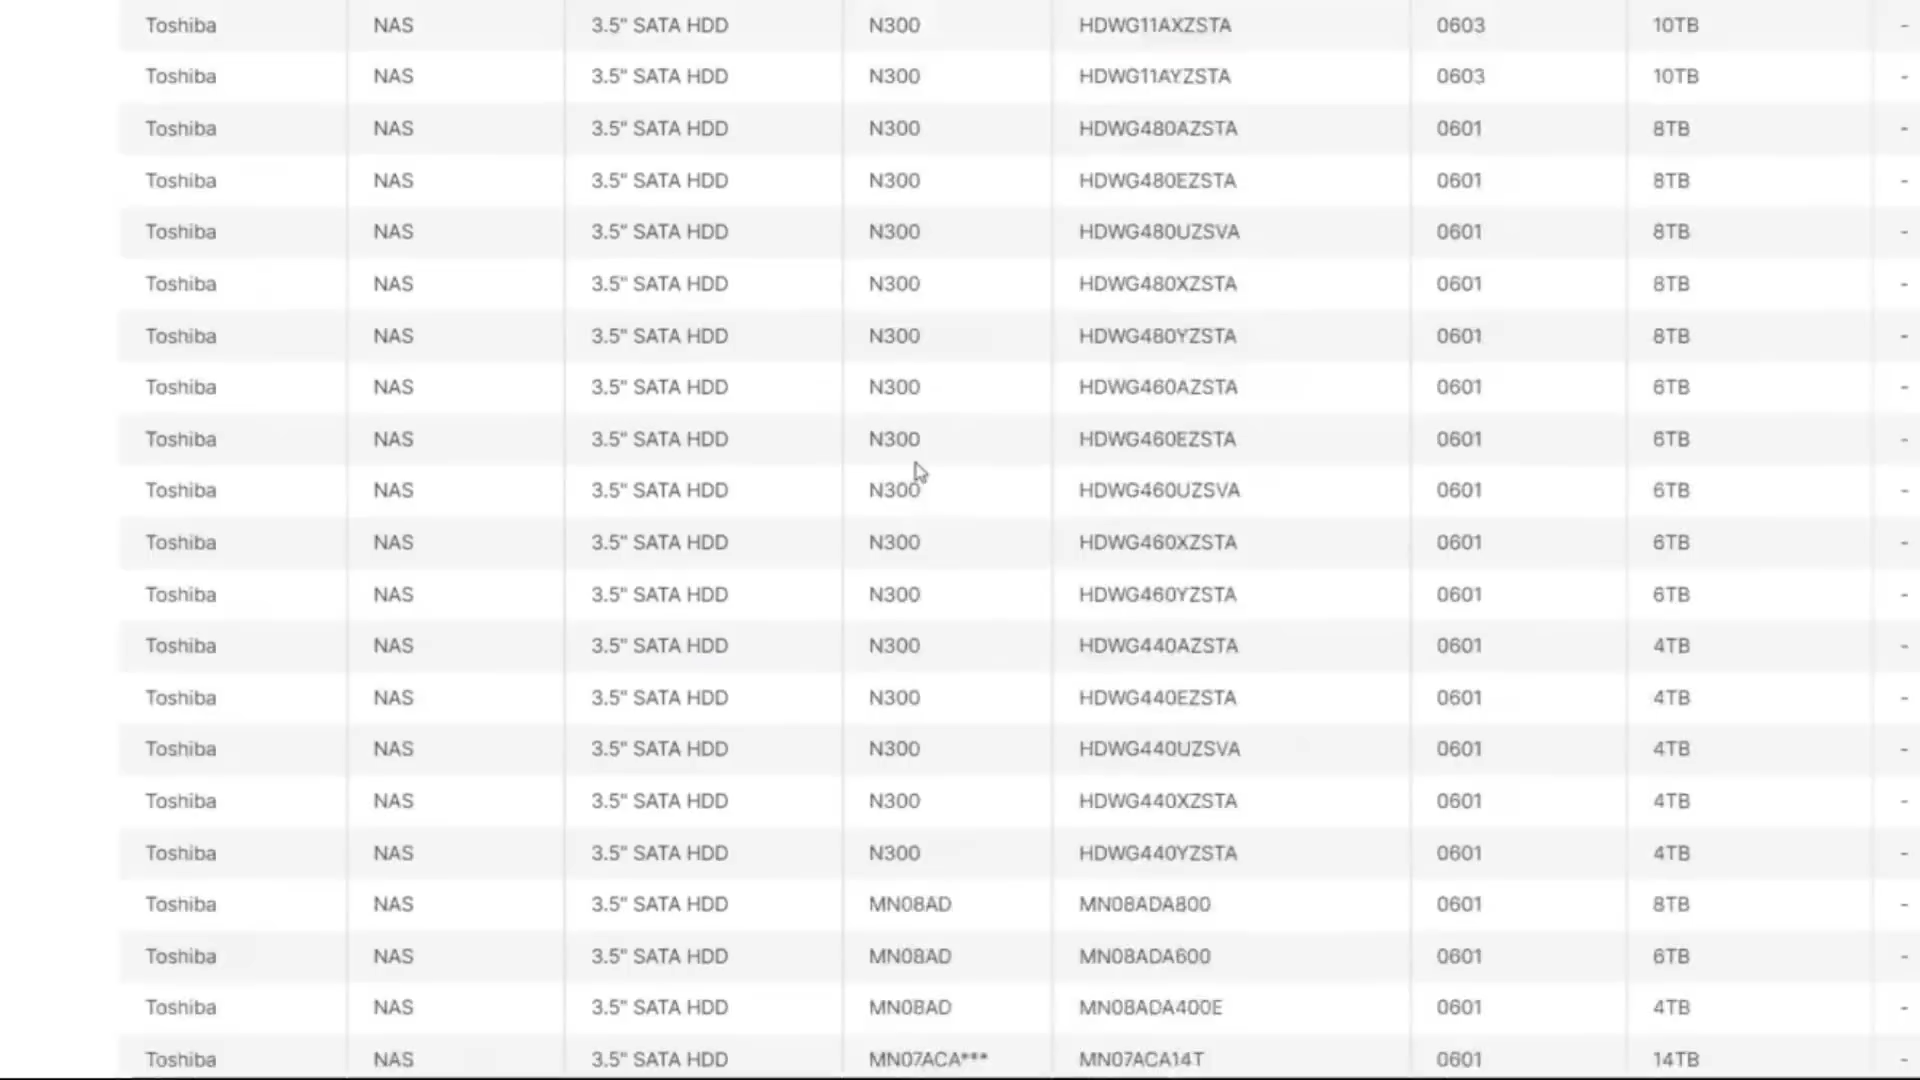 Toshiba NAS 3.5" SATA HDD N300 HDWG11AXZSTA 0603 10TB -
Toshiba NAS 3.5" SATA HDD N300 HDWG11AYZSTA 0603 10TB -
Toshiba NAS 3.5" SATA HDD N300 HDWG480AZSTA 0601 8TB -
Toshiba NAS 3.5" SATA HDD N300 HDWG480EZSTA 0601 8TB -
Toshiba NAS 3.5" SATA HDD N300 HDWG480UZSVA 0601 8TB -
Toshiba NAS 3.5" SATA HDD N300 HDWG480XZSTA 0601 8TB -
Toshiba NAS 3.5" SATA HDD N300 HDWG480YZSTA 0601 8TB -
Toshiba NAS 3.5" SATA HDD N300 HDWG460AZSTA 0601 6TB -
Toshiba NAS 3.5" SATA HDD N300 HDWG460EZSTA 0601 6TB -
Toshiba NAS 3.5" SATA HDD N300 HDWG460UZSVA 0601 6TB -
Toshiba NAS 3.5" SATA HDD N300 HDWG460XZSTA 0601 6TB -
Toshiba NAS 3.5" SATA HDD N300 HDWG460YZSTA 0601 6TB -
Toshiba NAS 3.5" SATA HDD N300 HDWG440AZSTA 0601 4TB -
Toshiba NAS 3.5" SATA HDD N300 HDWG440EZSTA 0601 4TB -
Toshiba NAS 3.5" SATA HDD N300 HDWG440UZSVA 0601 4TB -
Toshiba NAS 3.5" SATA HDD N300 HDWG440XZSTA 0601 4TB -
Toshiba NAS 3.5" SATA HDD N300 HDWG440YZSTA 0601 4TB -
Toshiba NAS 3.5" SATA HDD MN08AD MN08ADA800 0601 8TB -
Toshiba NAS 3.5" SATA HDD MN08AD MN08ADA600 0601 6TB -
Toshiba NAS 3.5" SATA HDD MN08AD MN08ADA400E 0601 4TB -
Toshiba NAS 3.5" SATA HDD MN07ACA*** MN07ACA14T 0601 14TB -